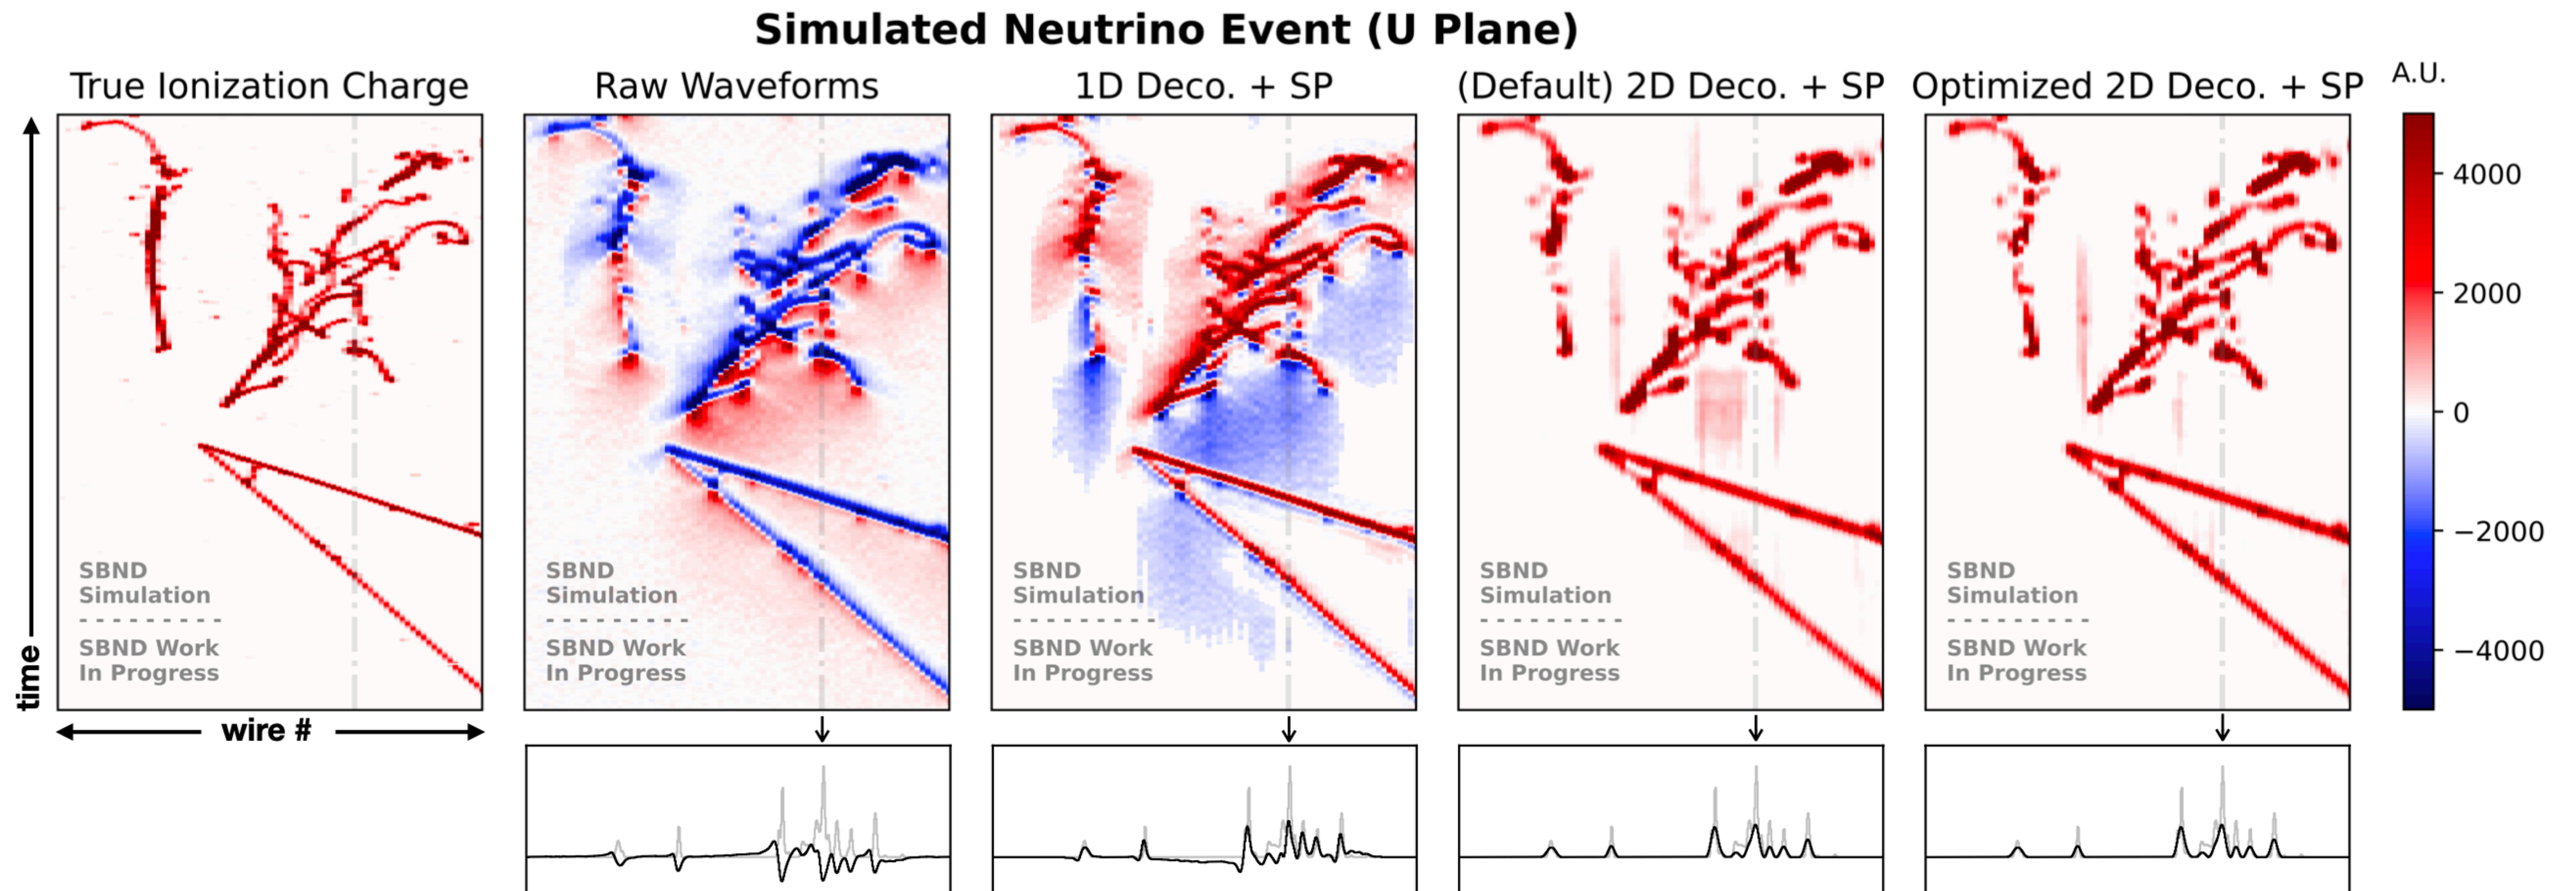 Simulated Neutrino Event (U Plane)
True Ionization Charge
Raw Waveforms
1D Deco. + SP
(Default) 2D Deco. + SP
Optimized 2D Deco. + SP
A.U.
4000
2000
0
−2000
−4000
time
wire #
SBND
Simulation
SBND Work
In Progress
SBND
Simulation
SBND Work
In Progress
SBND
Simulation
SBND Work
In Progress
SBND
Simulation
SBND Work
In Progress
SBND
Simulation
SBND Work
In Progress